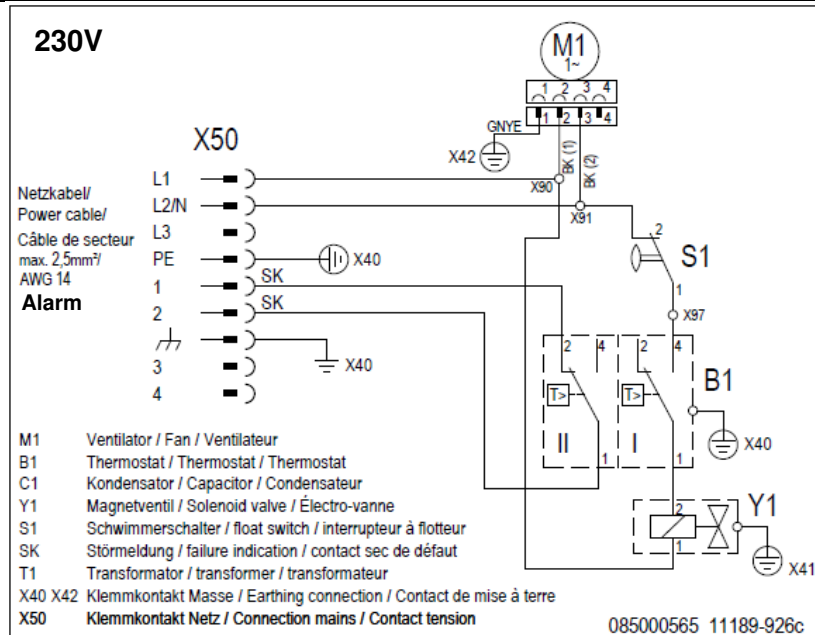 230V
M1
1~
1 2 3 4
1 2 3 4
GNYE
X42
BK (1)
BK (2)
X50
X90
X91
Netzkabel/
Power cable/
Câble de secteur
max. 2,5mm²/
AWG 14
Alarm
L1
L2/N
L3
PE
X40
1
SK
2
SK
X40
3
4
2
S1
1
X97
2 4
2 4
T>
T>
B1
II
I
X40
1
1
2
Y1
1
X41
M1 Ventilator / Fan / Ventilateur
B1 Thermostat / Thermostat / Thermostat
C1 Kondensator / Capacitor / Condensateur
Y1 Magnetventil / Solenoid valve / Électro-vanne
S1 Schwimmerschalter / float switch / interrupteur à flotteur
SK Störmeldung / failure indication / contact sec de défaut
T1 Transformator / transformer / transformateur
X40 X42 Klemmkontakt Masse / Earthing connection / Contact de mise à terre
X50 Klemmkontakt Netz / Connection mains / Contact tension
085000565 11189-926c